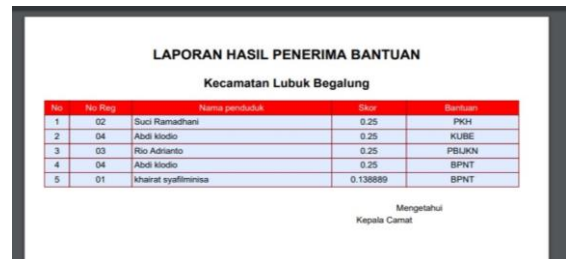 LAPORAN HASIL PENERIMA BANTUAN
Kecamatan Lubuk Begalung
No No Reg Nama penduduk Skor Bantuan
1 02 Suci Ramadhani 0.25 PKH
2 04 Abdi klodio 0.25 KUBE
3 03 Rio Adrianto 0.25 PBIJKN
4 04 Abdi klodio 0.25 BPNT
5 01 khairat syafilminisa 0.138889 BPNT
Mengetahui
Kepala Camat